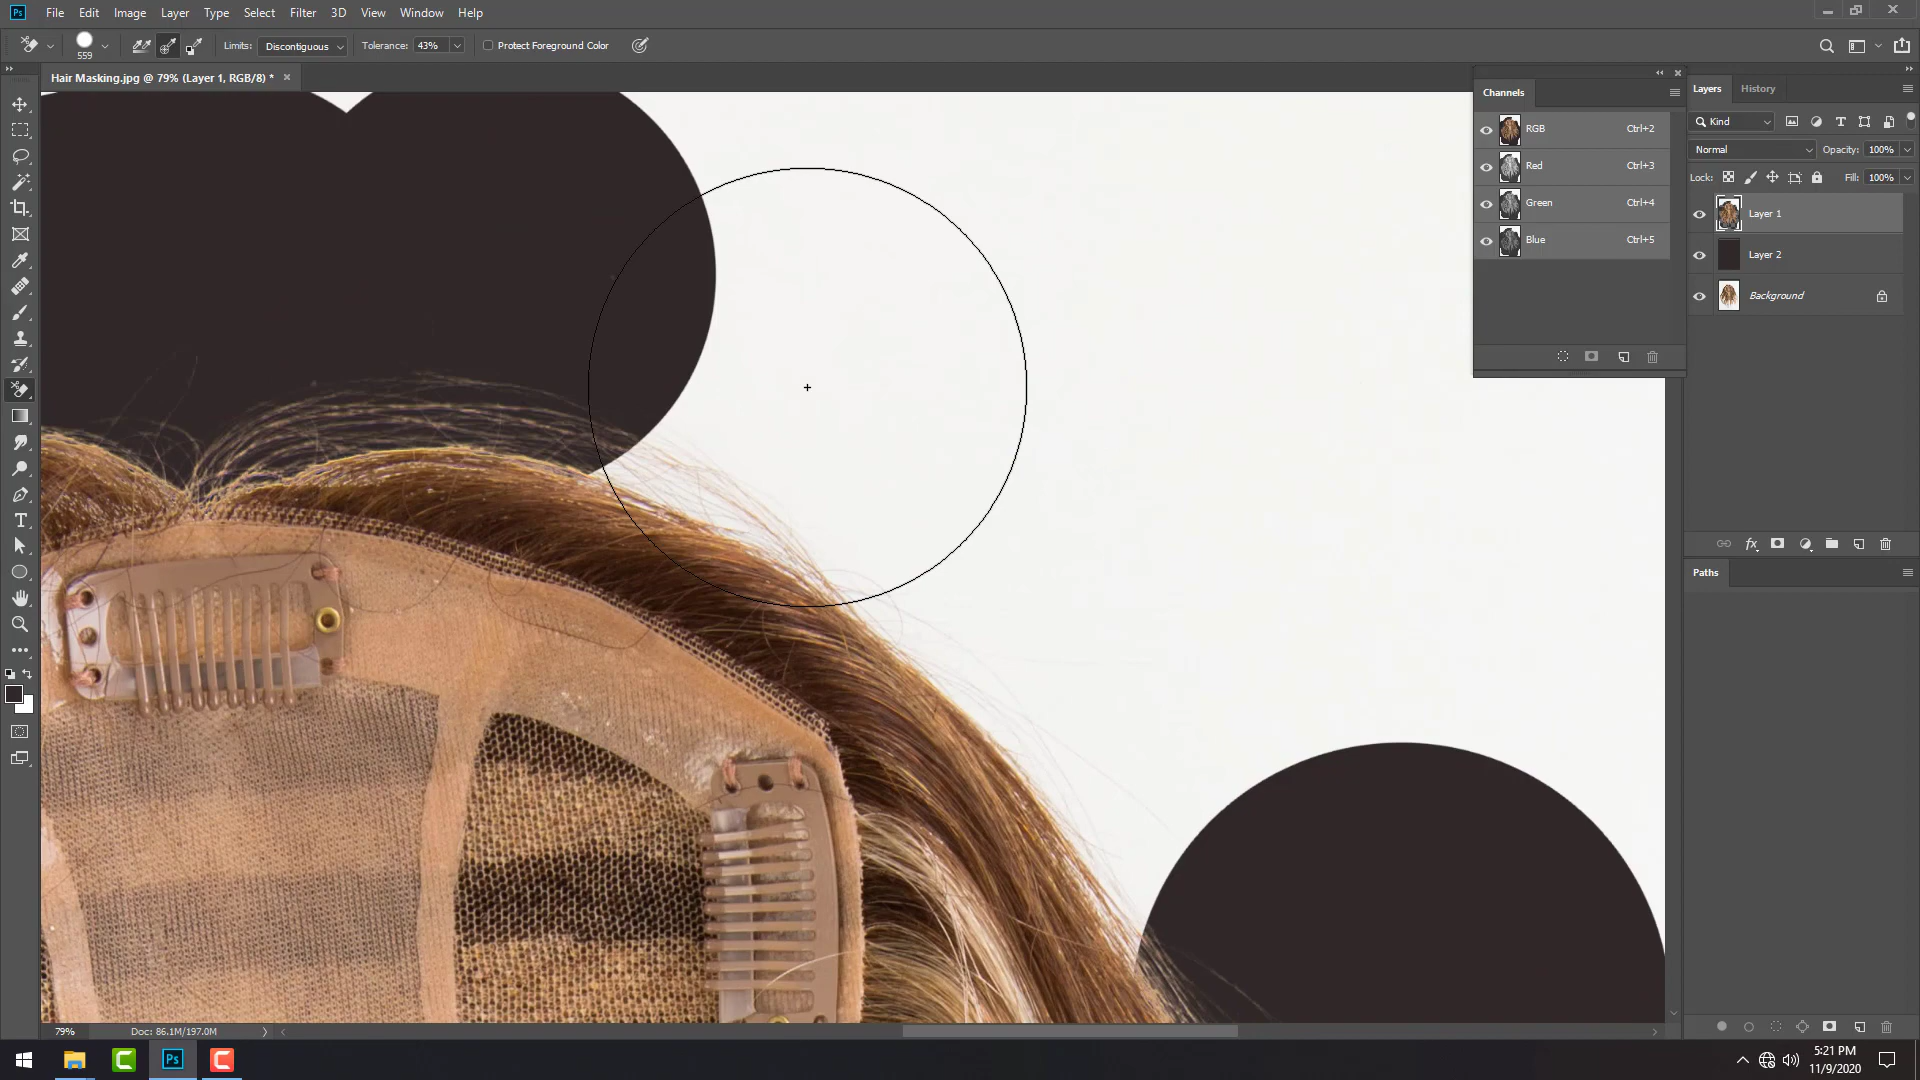 Ps File Edit Image Layer Type Select Filter 3D View Window Help
559 Limits: Discontiguous Tolerance: 43% Protect Foreground Color
Hair Masking.jpg @ 79% (Layer 1, RGB/8) * ×
Channels
RGB Ctrl+2
Red Ctrl+3
Green Ctrl+4
Blue Ctrl+5
Layers History
Kind
Normal Opacity: 100%
Lock: Fill: 100%
Layer 1
Layer 2
Background
Paths
79% Doc: 86.1M/197.0M
Ps
5:21 PM
11/9/2020